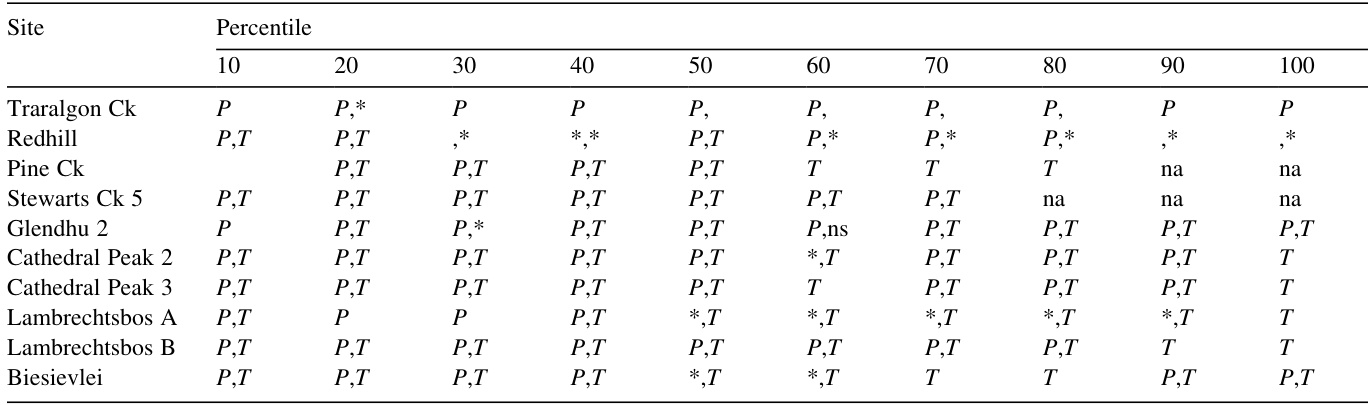 Site Percentile
10 20 30 40 50 60 70 80 90 100
Traralgon Ck P P,* P P P, P, P, P, P P
Redhill P,T P,T ,* *,* P,T P,* P,* P,* ,* ,*
Pine Ck P,T P,T P,T P,T T T T na na
Stewarts Ck 5 P,T P,T P,T P,T P,T P,T P,T na na na
Glendhu 2 P P,T P,* P,T P,T P,ns P,T P,T P,T P,T
Cathedral Peak 2 P,T P,T P,T P,T P,T *,T P,T P,T P,T T
Cathedral Peak 3 P,T P,T P,T P,T P,T T P,T P,T P,T T
Lambrechtsbos A P,T P P P,T *,T *,T *,T *,T *,T T
Lambrechtsbos B P,T P,T P,T P,T P,T P,T P,T P,T T T
Biesievlei P,T P,T P,T P,T *,T *,T T T P,T P,T